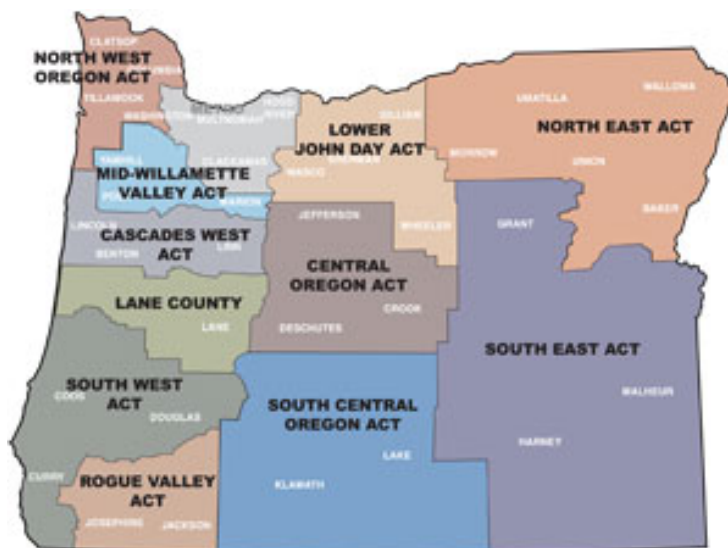 CLATSOP
NORTH WEST
OREGON ACT
TILLAMOOK
WASHINGTON
MULTNOMAH
HOOD
RIVER
CLACKAMAS
YAMHILL
MID-WILLAMETTE
VALLEY ACT
MARION
LINCOLN
CASCADES WEST
ACT
BENTON
LINN
LANE COUNTY
LANE
SOUTH WEST
ACT
COOS
DOUGLAS
CURRY
ROGUE VALLEY
ACT
JOSEPHINE
JACKSON
GILLIAM
LOWER
JOHN DAY ACT
SHERMAN
WASCO
WHEELER
JEFFERSON
CENTRAL
OREGON ACT
CROOK
DESCHUTES
SOUTH CENTRAL
OREGON ACT
LAKE
KLAMATH
WALLOWA
UMATILLA
NORTH EAST ACT
MORROW
UNION
BAKER
GRANT
SOUTH EAST ACT
MALHEUR
HARNEY